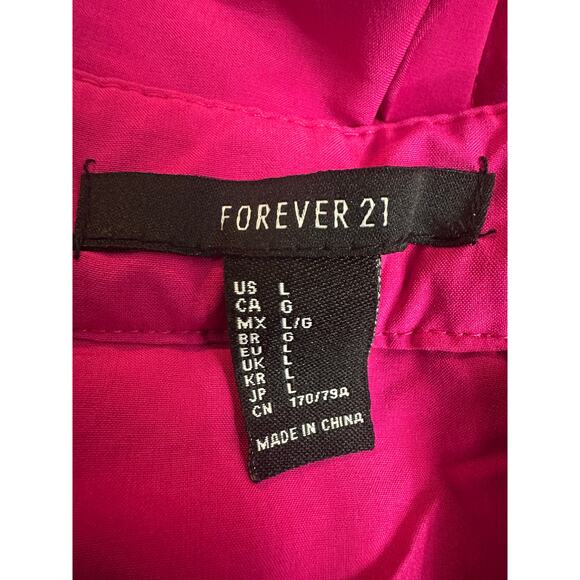 FOREVER 21
US L
CA G
MX L/G
BR G
EU L
UK L
KR L
JP L
CN 170/79A
MADE IN CHINA